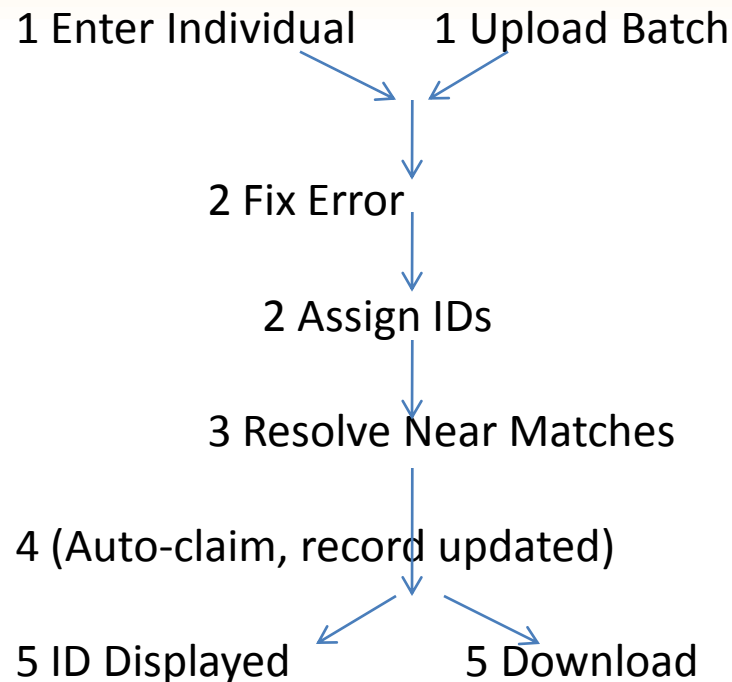 1 Enter Individual 1 Upload Batch
2 Fix Error
2 Assign IDs
3 Resolve Near Matches
4 (Auto-claim, record updated)
5 ID Displayed 5 Download